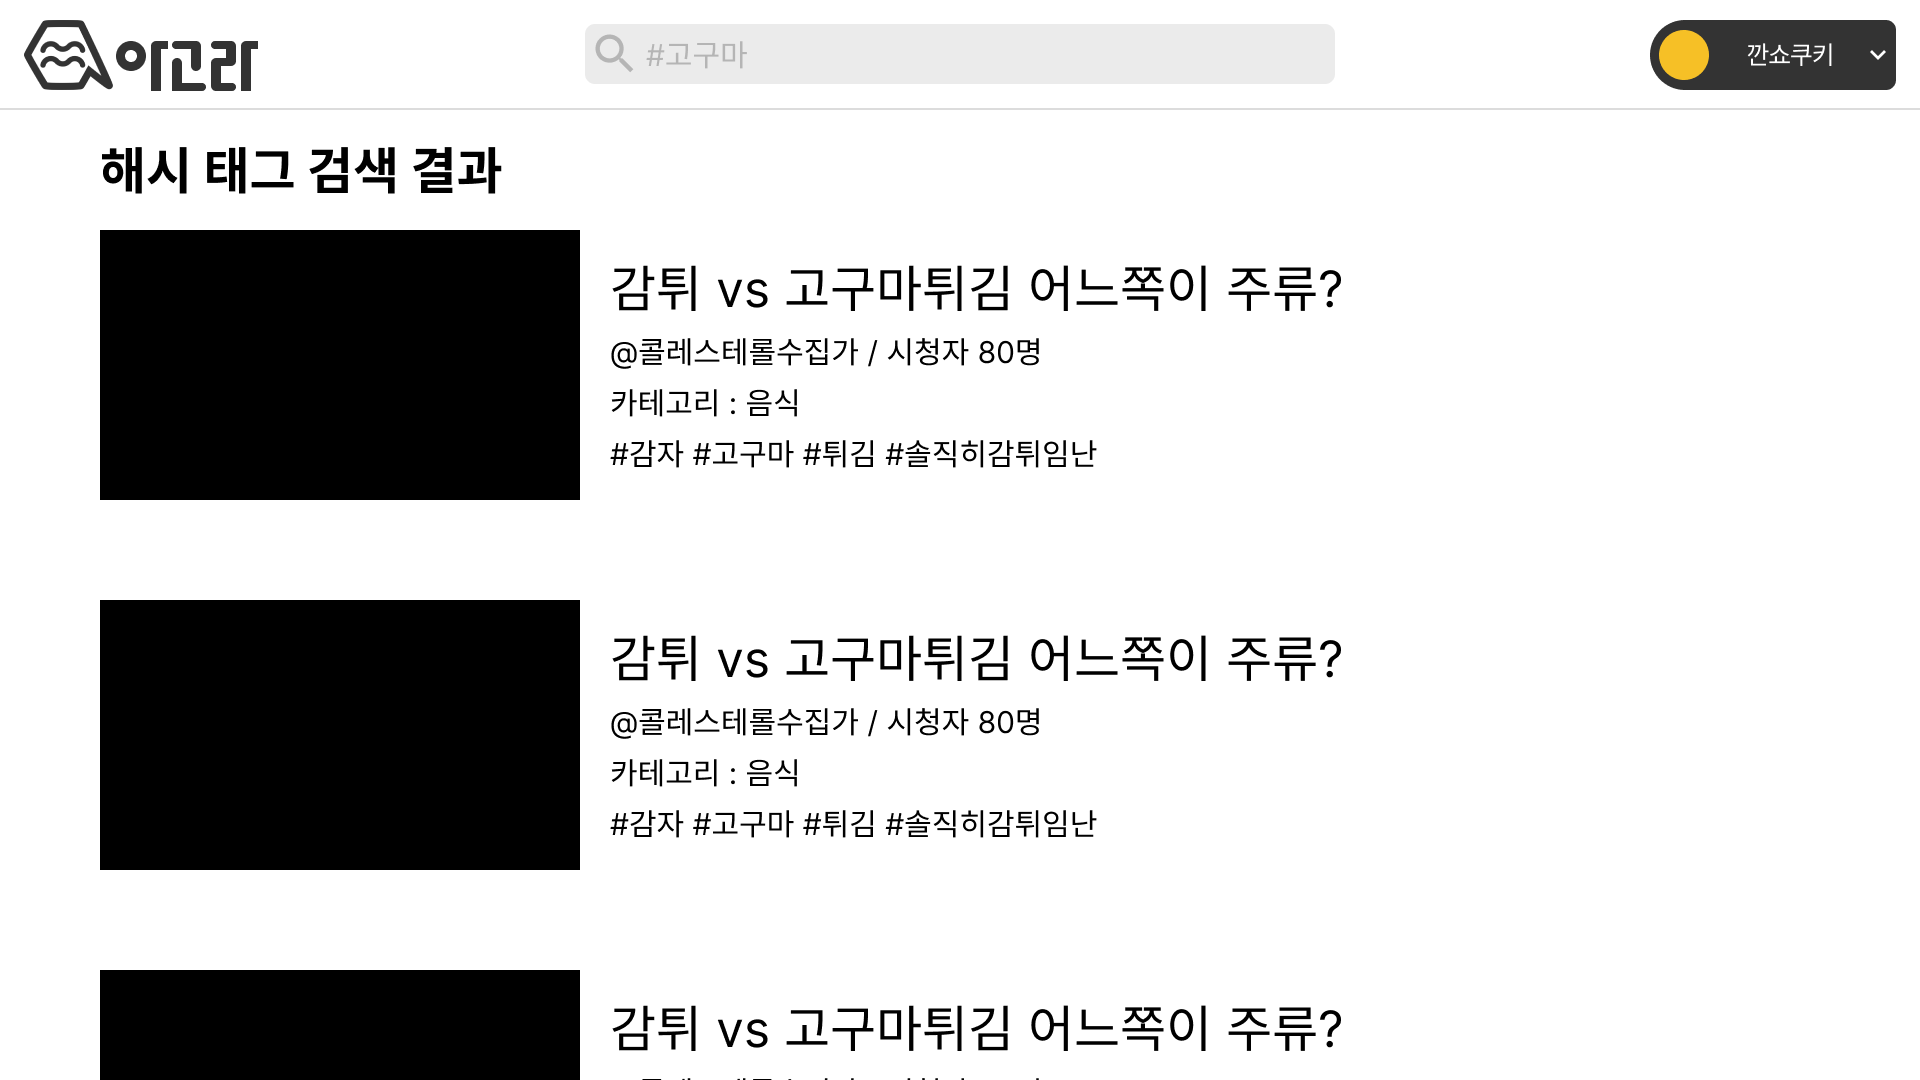 아고라
#고구마
깐쇼쿠키
해시 태그 검색 결과
감튀 vs 고구마튀김 어느쪽이 주류?
@콜레스테롤수집가 / 시청자 80명
카테고리 : 음식
#감자 #고구마 #튀김 #솔직히감튀임난
감튀 vs 고구마튀김 어느쪽이 주류?
@콜레스테롤수집가 / 시청자 80명
카테고리 : 음식
#감자 #고구마 #튀김 #솔직히감튀임난
감튀 vs 고구마튀김 어느쪽이 주류?